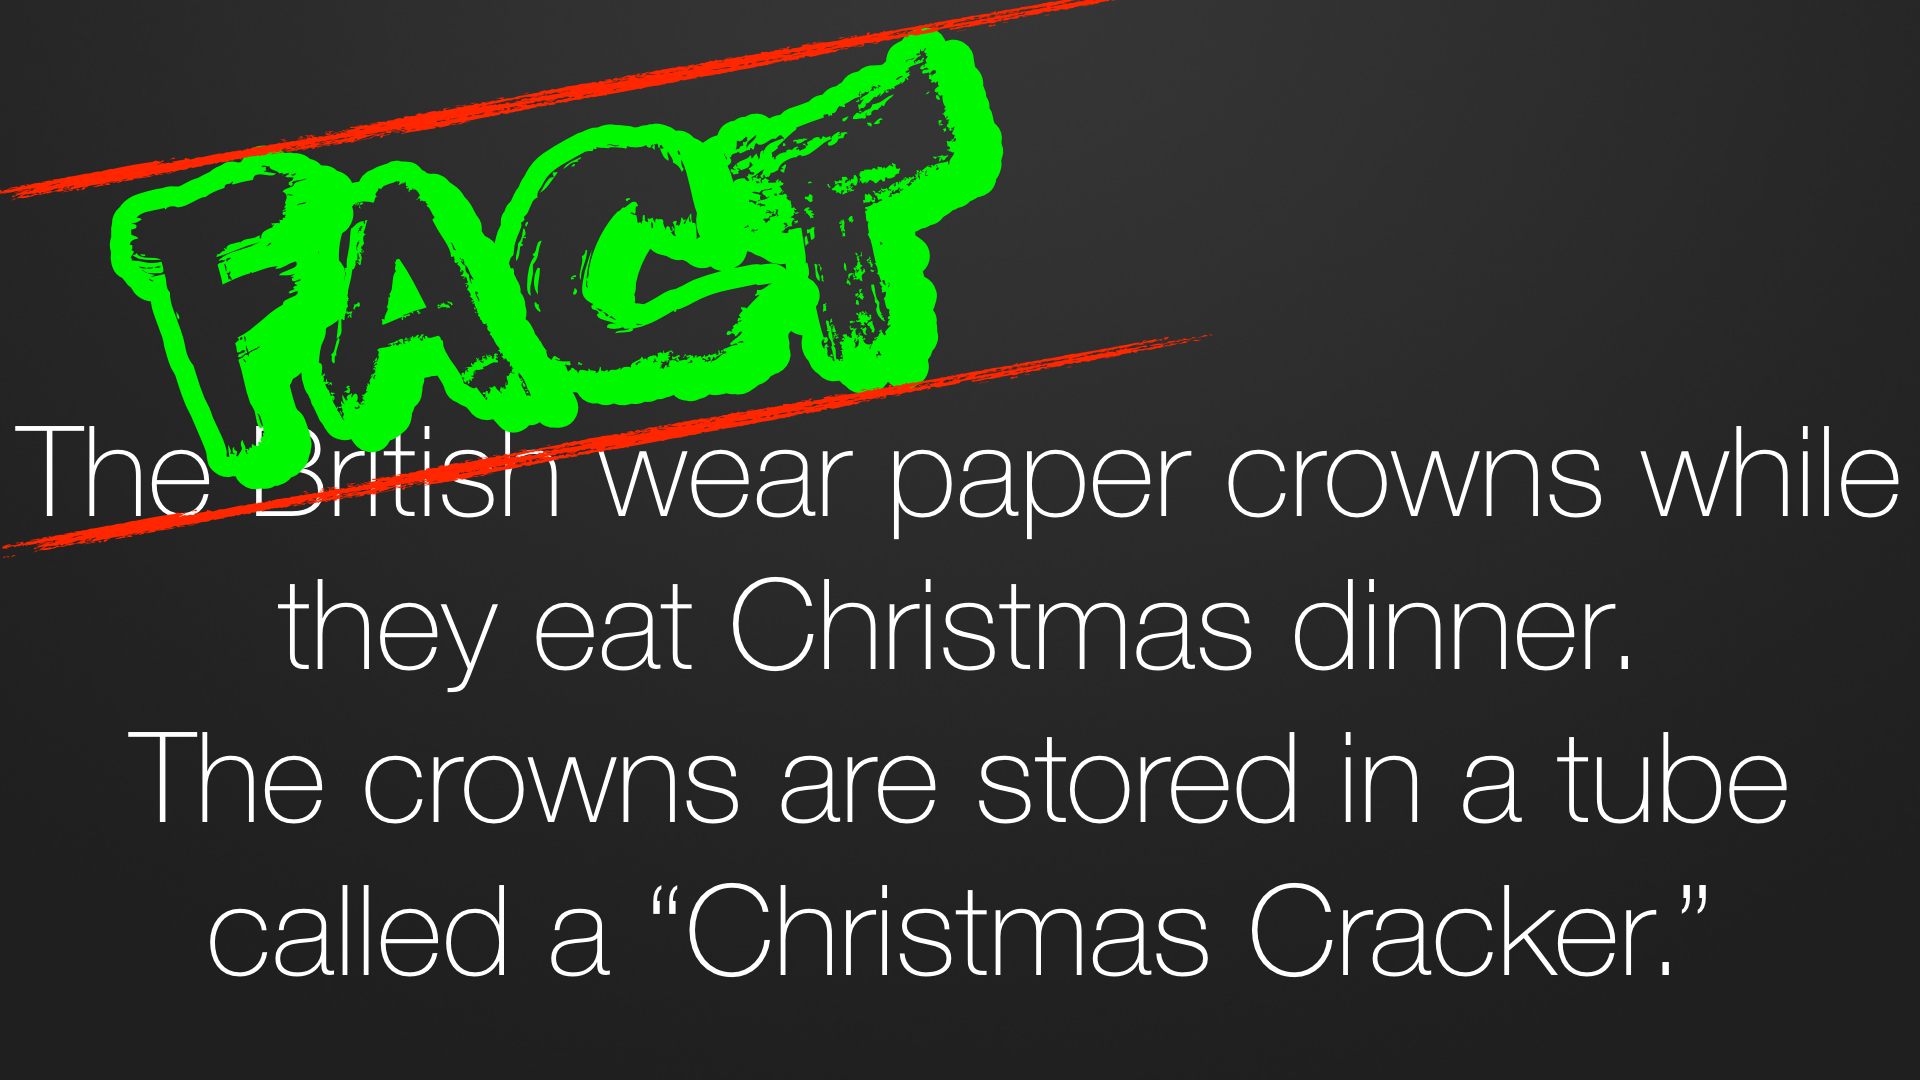 FACT
The British wear paper crowns while
they eat Christmas dinner.
The crowns are stored in a tube
called a “Christmas Cracker.”